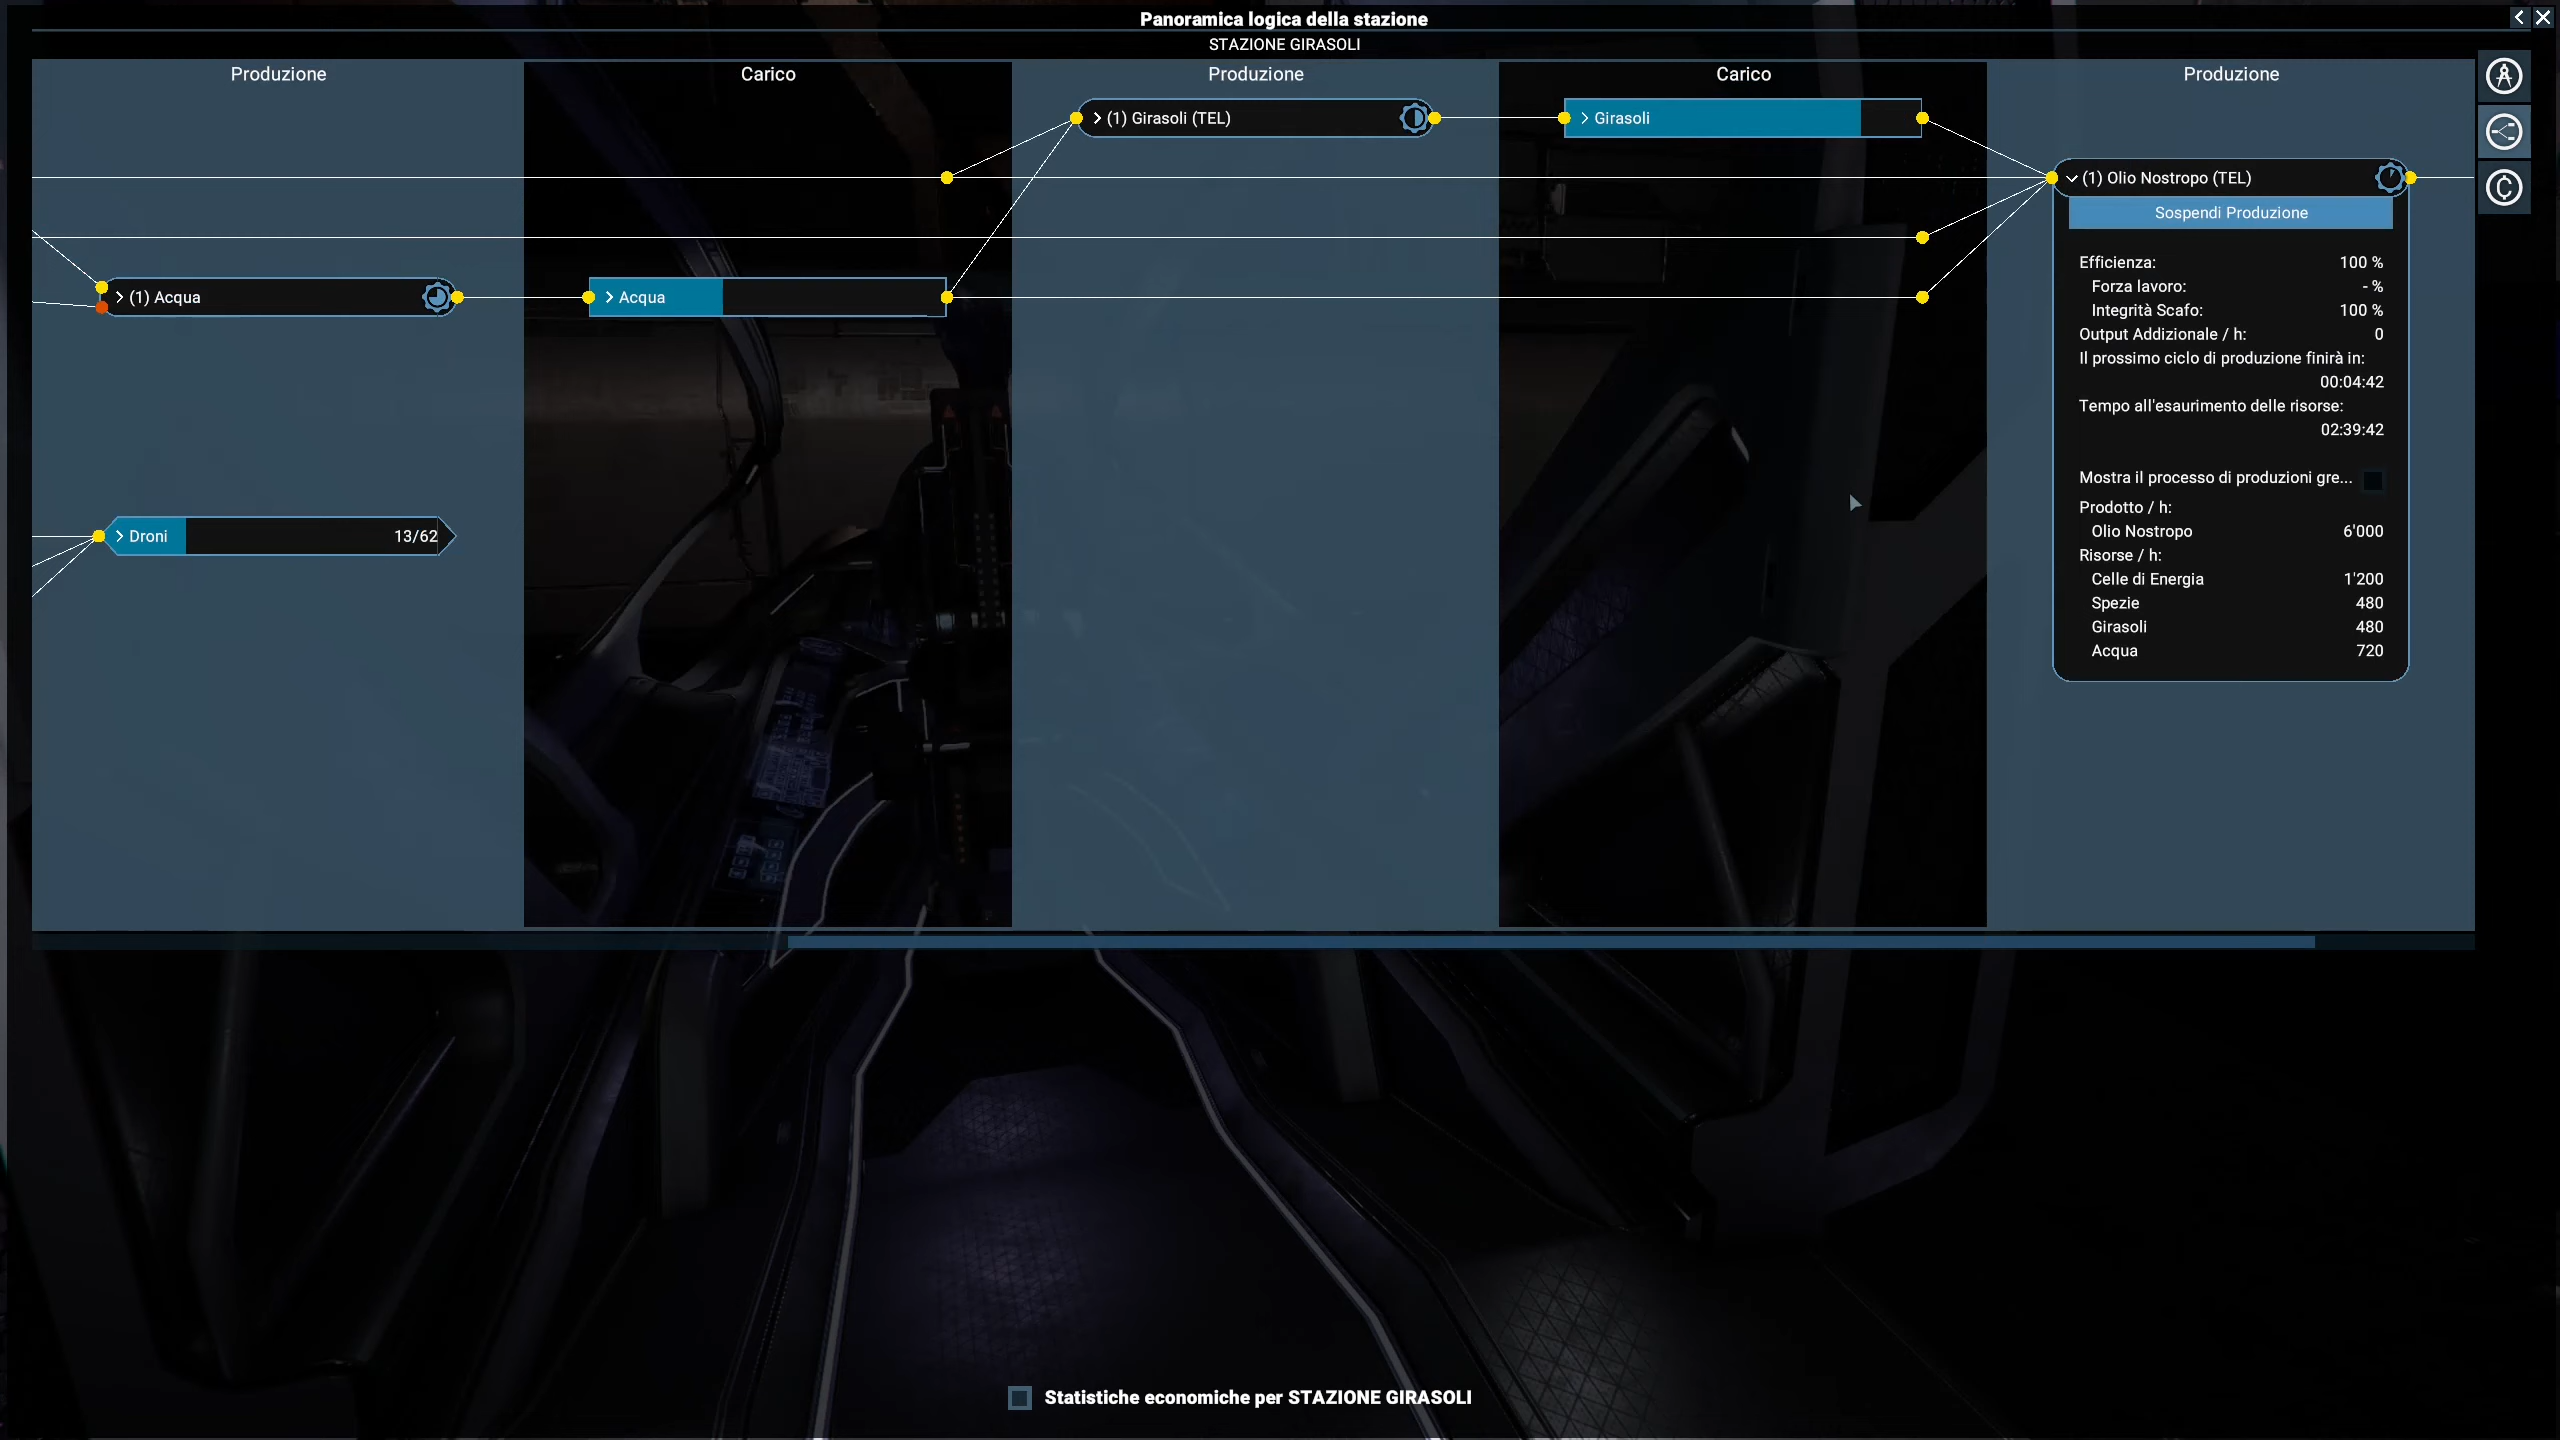 Panoramica logica della stazione
STAZIONE GIRASOLI
Produzione
Carico
Produzione
Carico
Produzione
(1) Girasoli (TEL)
Girasoli
(1) Olio Nostropo (TEL)
Sospendi Produzione
(1) Acqua
Acqua
Droni 13/62
Efficienza: 100 %
Forza lavoro: - %
Integrità Scafo: 100 %
Output Addizionale / h: 0
Il prossimo ciclo di produzione finirà in:
00:04:42
Tempo all'esaurimento delle risorse:
02:39:42
Mostra il processo di produzioni gre...
Prodotto / h:
Olio Nostropo 6'000
Risorse / h:
Celle di Energia 1'200
Spezie 480
Girasoli 480
Acqua 720
Statistiche economiche per STAZIONE GIRASOLI